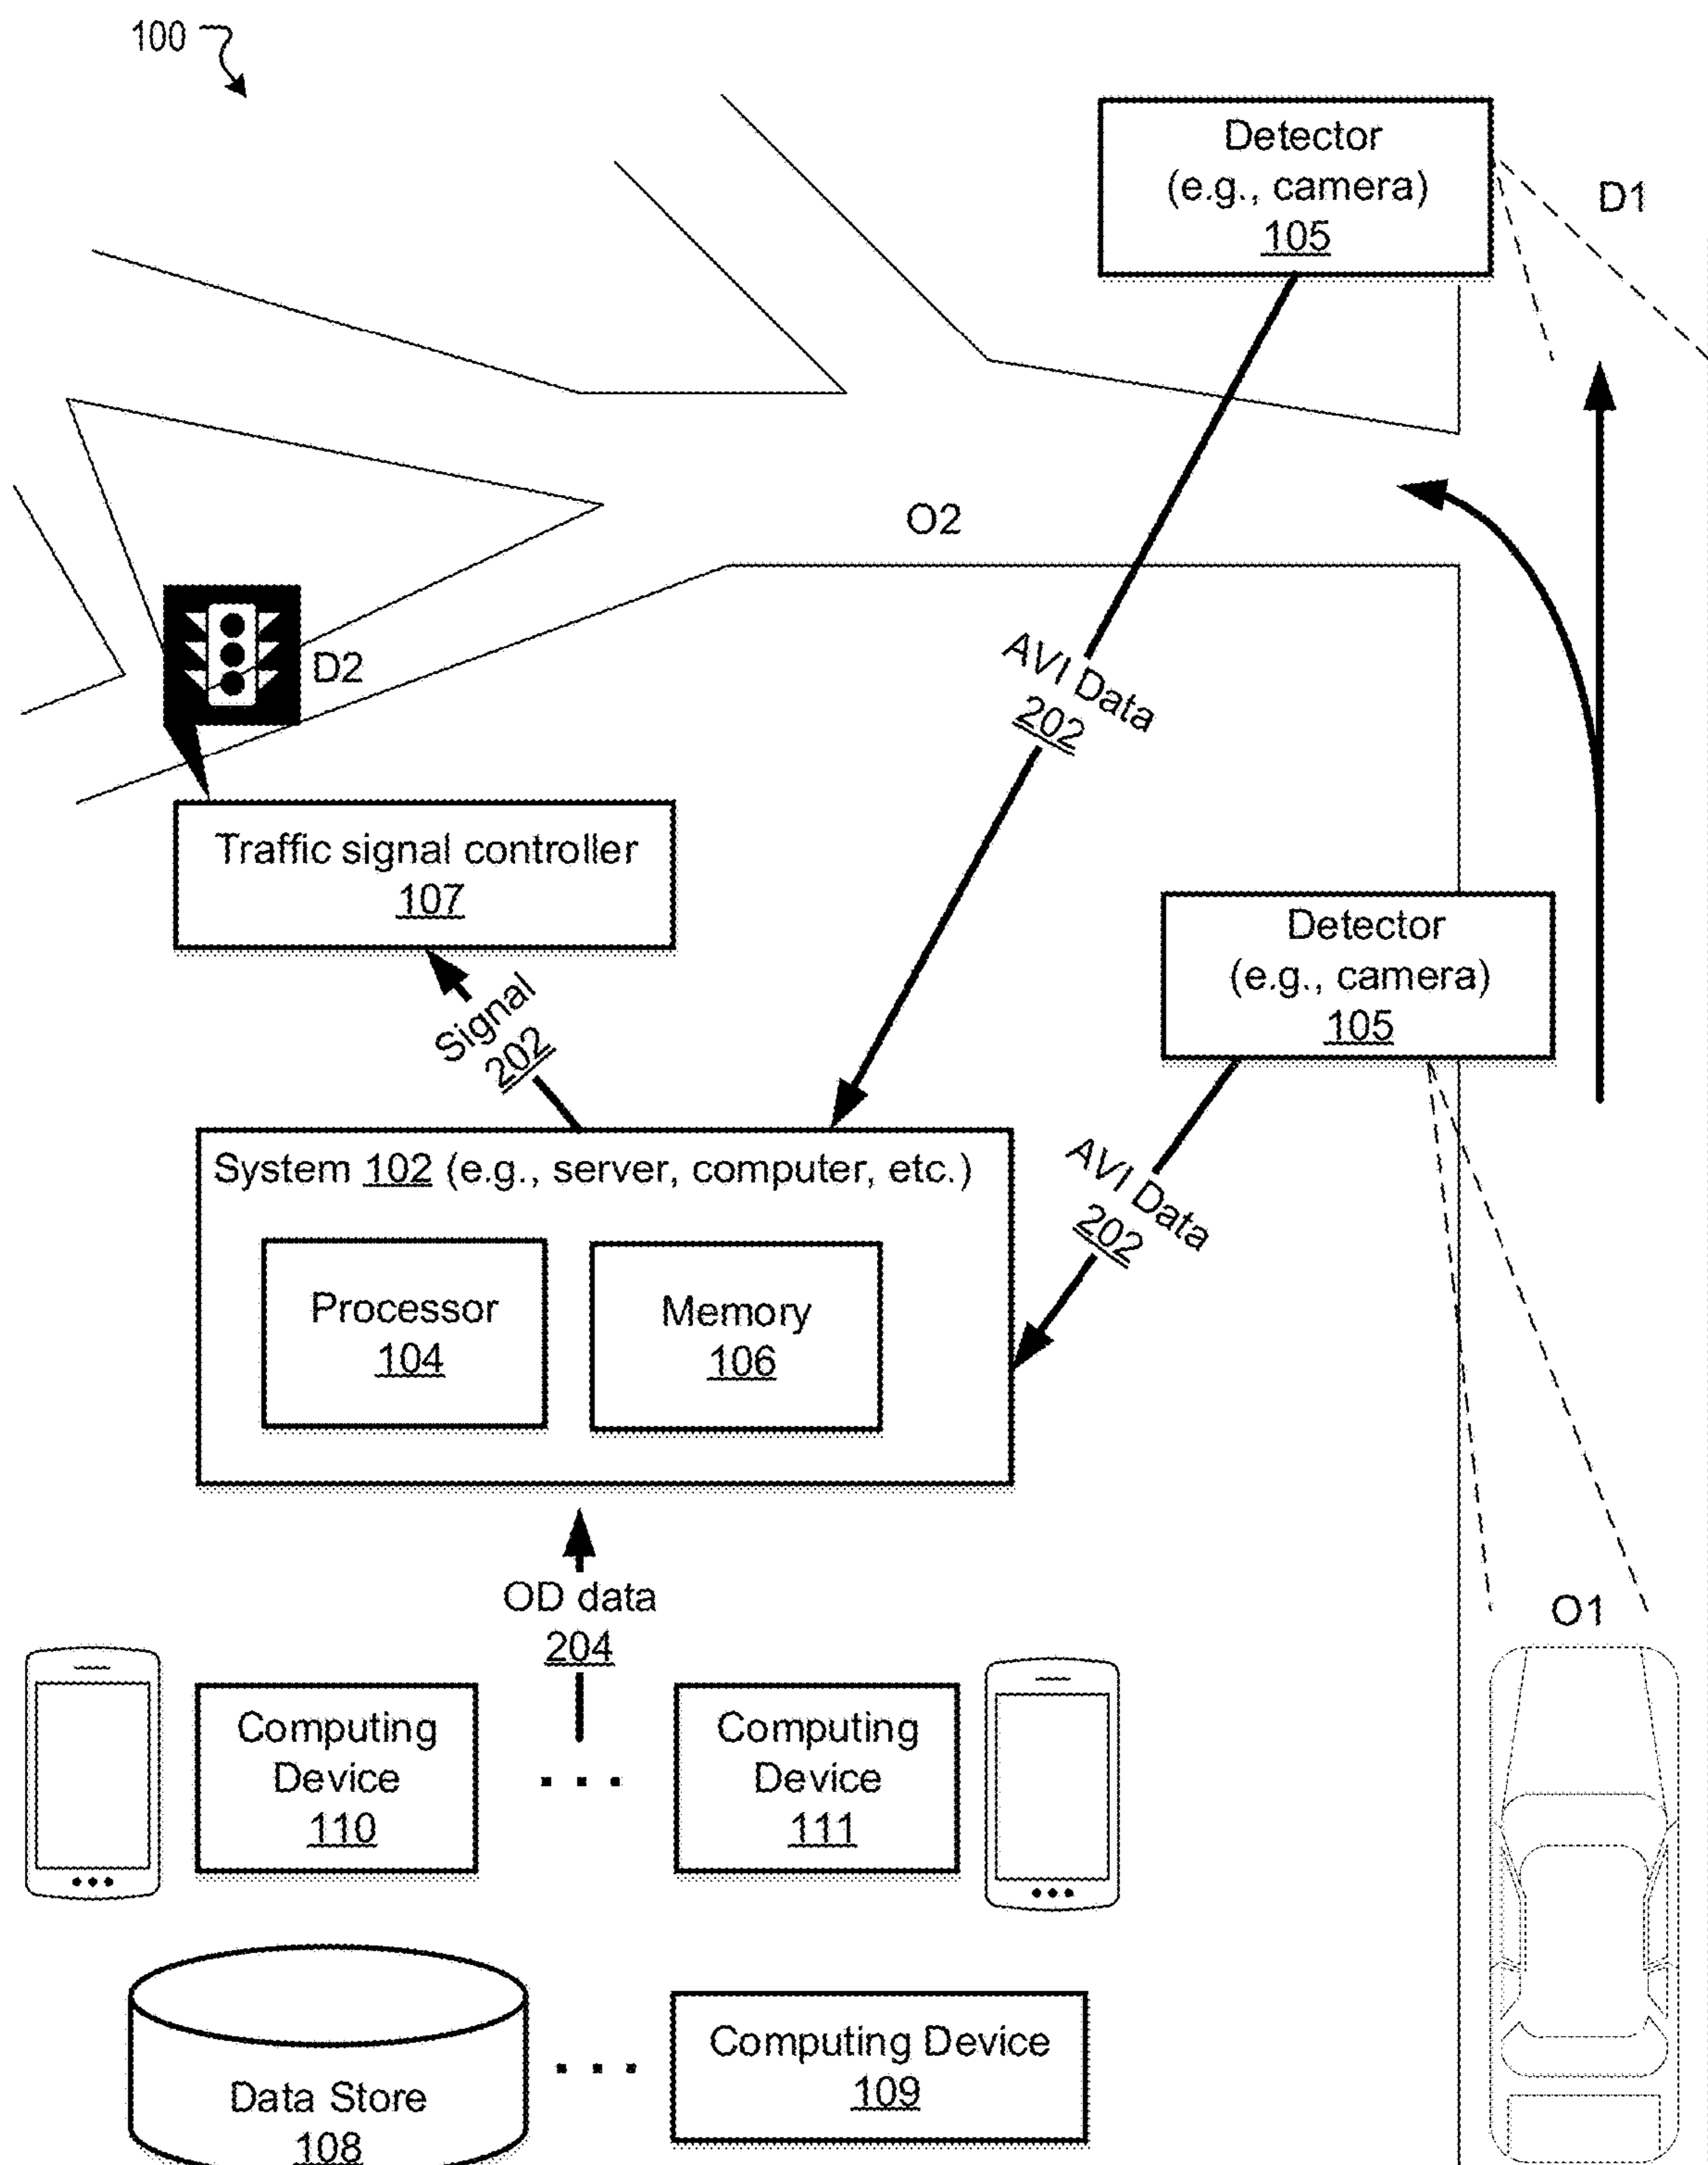 100
Detector
(e.g., camera)
105
D1
O2
D2
AVI Data
202
Traffic signal controller
107
Detector
(e.g., camera)
105
Signal
202
System 102 (e.g., server, computer, etc.)
AVI Data
202
Processor
104
Memory
106
OD data
204
O1
Computing
Device
110
...
Computing
Device
111
Data Store
108
...
Computing Device
109